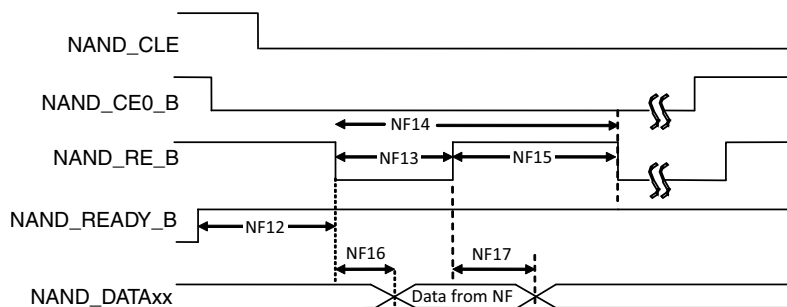 NAND_CLE
NAND_CE0_B
NF14
NAND_RE_B
NF13
NF15
NAND_READY_B
NF12
NF16
NF17
NAND_DATAxx
Data from NF